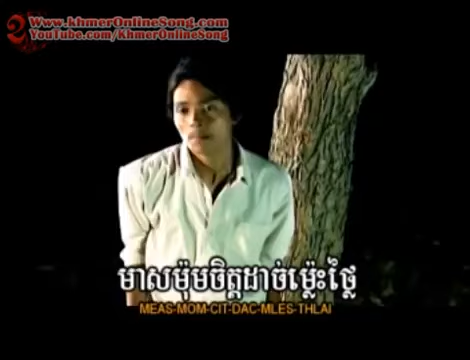 www.khmerOnlineSong.com
YouTube.com/KhmerOnlineSong
មាសម៉ុមចិត្តដាច់ម្ល៉េះថ្លៃ
MEAS-MOM-CIT-DAC-MLES-THLAI